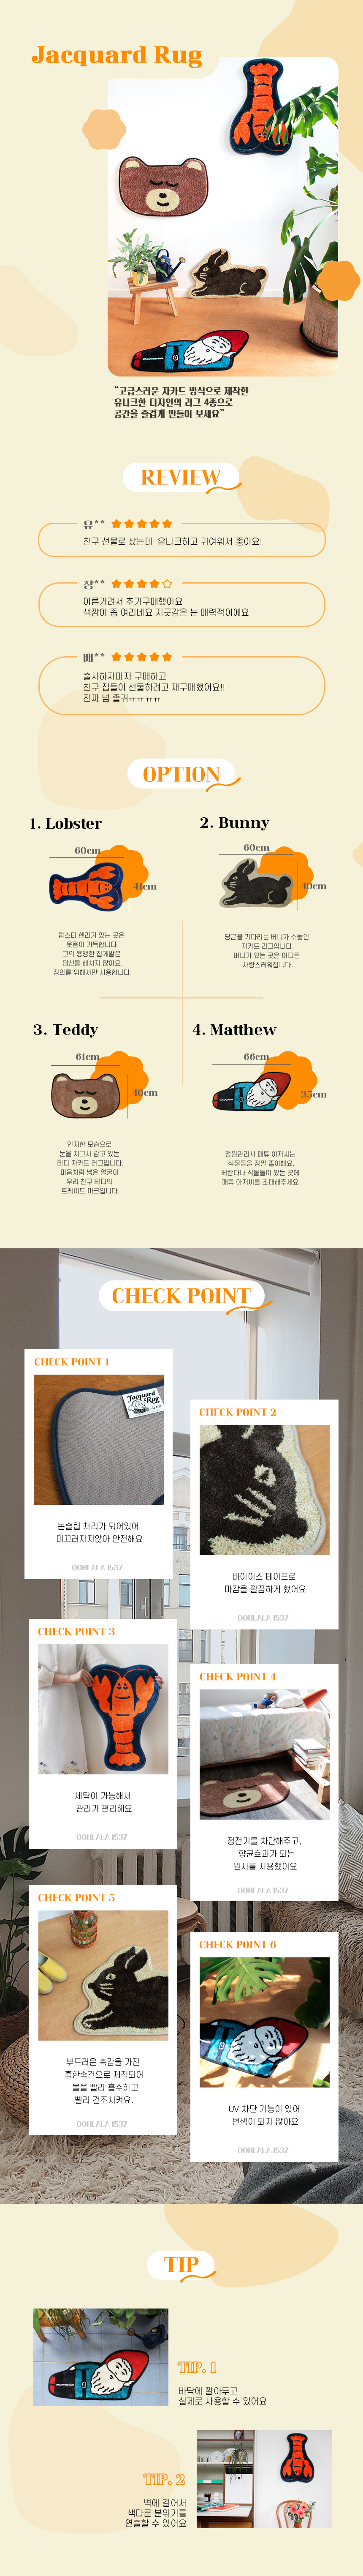 Jacquard Rug
“고급스러운 자카드 방식으로 제작한
유니크한 디자인의 러그 4종으로
공간을 즐겁게 만들어 보세요”
REVIEW
유**
친구 선물로 샀는데 유니크하고 귀여워서 좋아요!
장**
아른거려서 추가구매했어요
색깜이 좀 여리네요 지긋감은 눈 매력적이에요
배**
출시하자마자 구매하고
친구 집들이 선물하려고 재구매했어요!!
진짜 넘 졸귀ㅠㅠㅠㅠ
OPTION
1. Lobster
60cm
41cm
랍스터 헨리가 있는 곳은
웃음이 가득합니다.
그의 용맹한 집게발은
당신을 해치지 않아요.
정의를 위해서만 사용합니다.
2. Bunny
60cm
40cm
당근을 기다리는 버니가 수놓인
자카드 러그입니다.
버니가 있는 곳은 어디든
사랑스러워집니다.
3. Teddy
61cm
40cm
인자한 모습으로
눈을 지그시 감고 있는
테디 자카드 러그입니다.
마음처럼 넓은 얼굴이
우리 친구 테디의
트레이드 마크입니다.
4. Matthew
66cm
35cm
정원관리사 매튜 아저씨는
식물들을 정말 좋아해요.
베란다나 식물들이 있는 곳에
매튜 아저씨를 초대해주세요.
CHECK POINT
CHECK POINT 1
Jacquard
Rug
논슬립 처리가 되어있어
미끄러지지않아 안전해요
OOHLALA 1537
CHECK POINT 2
바이어스 테이프로
마감을 깔끔하게 했어요
OOHLALA 1537
CHECK POINT 3
세탁이 가능해서
관리가 편리해요
OOHLALA 1537
CHECK POINT 4
정전기를 차단해주고,
항균효과가 되는
원사를 사용했어요
OOHLALA 1537
CHECK POINT 5
부드러운 촉감을 가진
흡한속건으로 제작되어
물을 빨리 흡수하고
빨리 건조시켜요.
OOHLALA 1537
CHECK POINT 6
UV 차단 기능이 있어
변색이 되지 않아요
OOHLALA 1537
TIP
TIP. 1
바닥에 깔아두고
실제로 사용할 수 있어요
TIP. 2
벽에 걸어서
색다른 분위기를
연출할 수 있어요